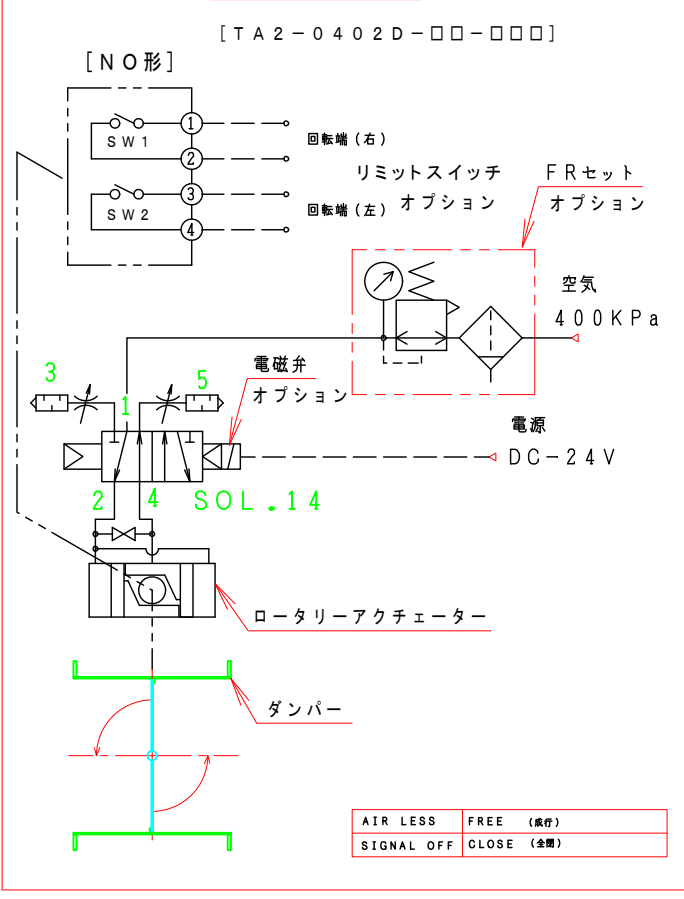 [TA2-0402D-□□-□□□]
[NO形]
SW1
1
2
回転端(右)
SW2
3
4
回転端(左)
リミットスイッチ
オプション
FRセット
オプション
空気
400KPa
電磁弁
オプション
3
1
5
電源
DC-24V
2
4
SOL.14
ロータリーアクチェーター
ダンパー
AIR LESS FREE (成行)
SIGNAL OFF CLOSE (全閉)